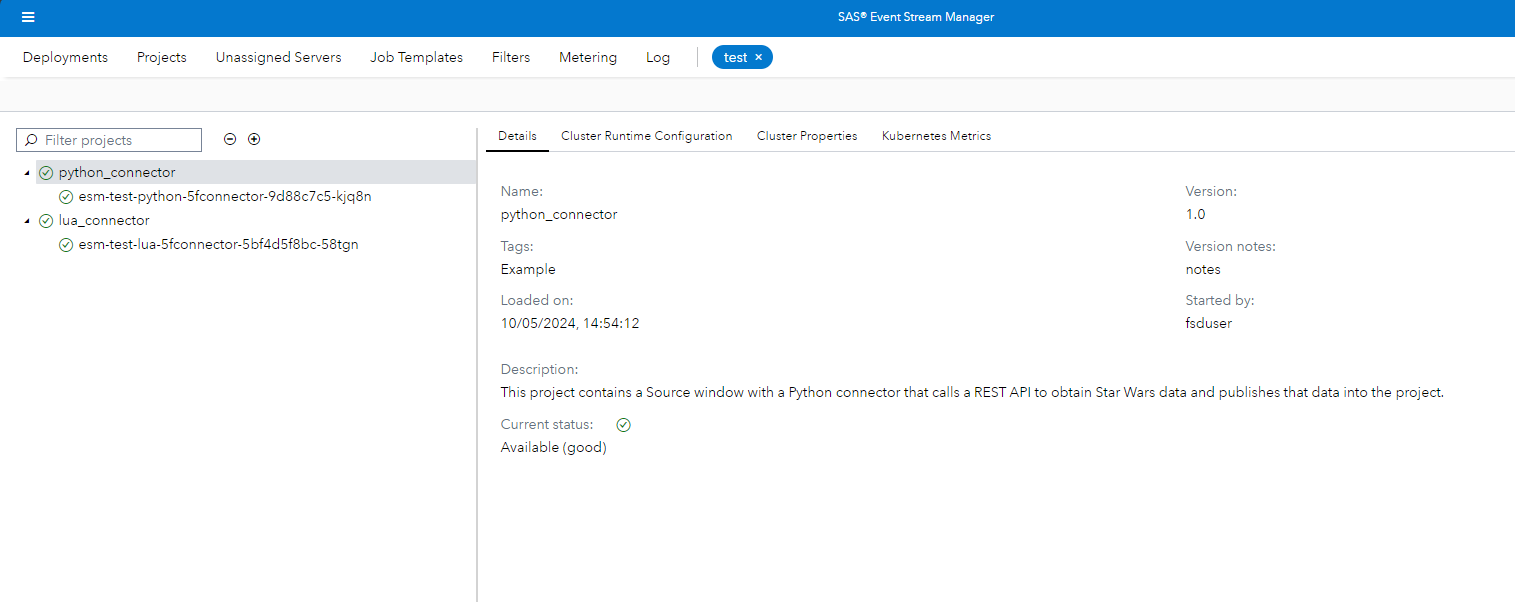 SAS® Event Stream Manager
Deployments Projects Unassigned Servers Job Templates Filters Metering Log test ×
Filter projects
python_connector
esm-test-python-5fconnector-9d88c7c5-kjq8n
lua_connector
esm-test-lua-5fconnector-5bf4d5f8bc-58tgn
Details Cluster Runtime Configuration Cluster Properties Kubernetes Metrics
Name: Version:
python_connector 1.0
Tags: Version notes:
Example notes
Loaded on: Started by:
10/05/2024, 14:54:12 fsduser
Description:
This project contains a Source window with a Python connector that calls a REST API to obtain Star Wars data and publishes that data into the project.
Current status:
Available (good)